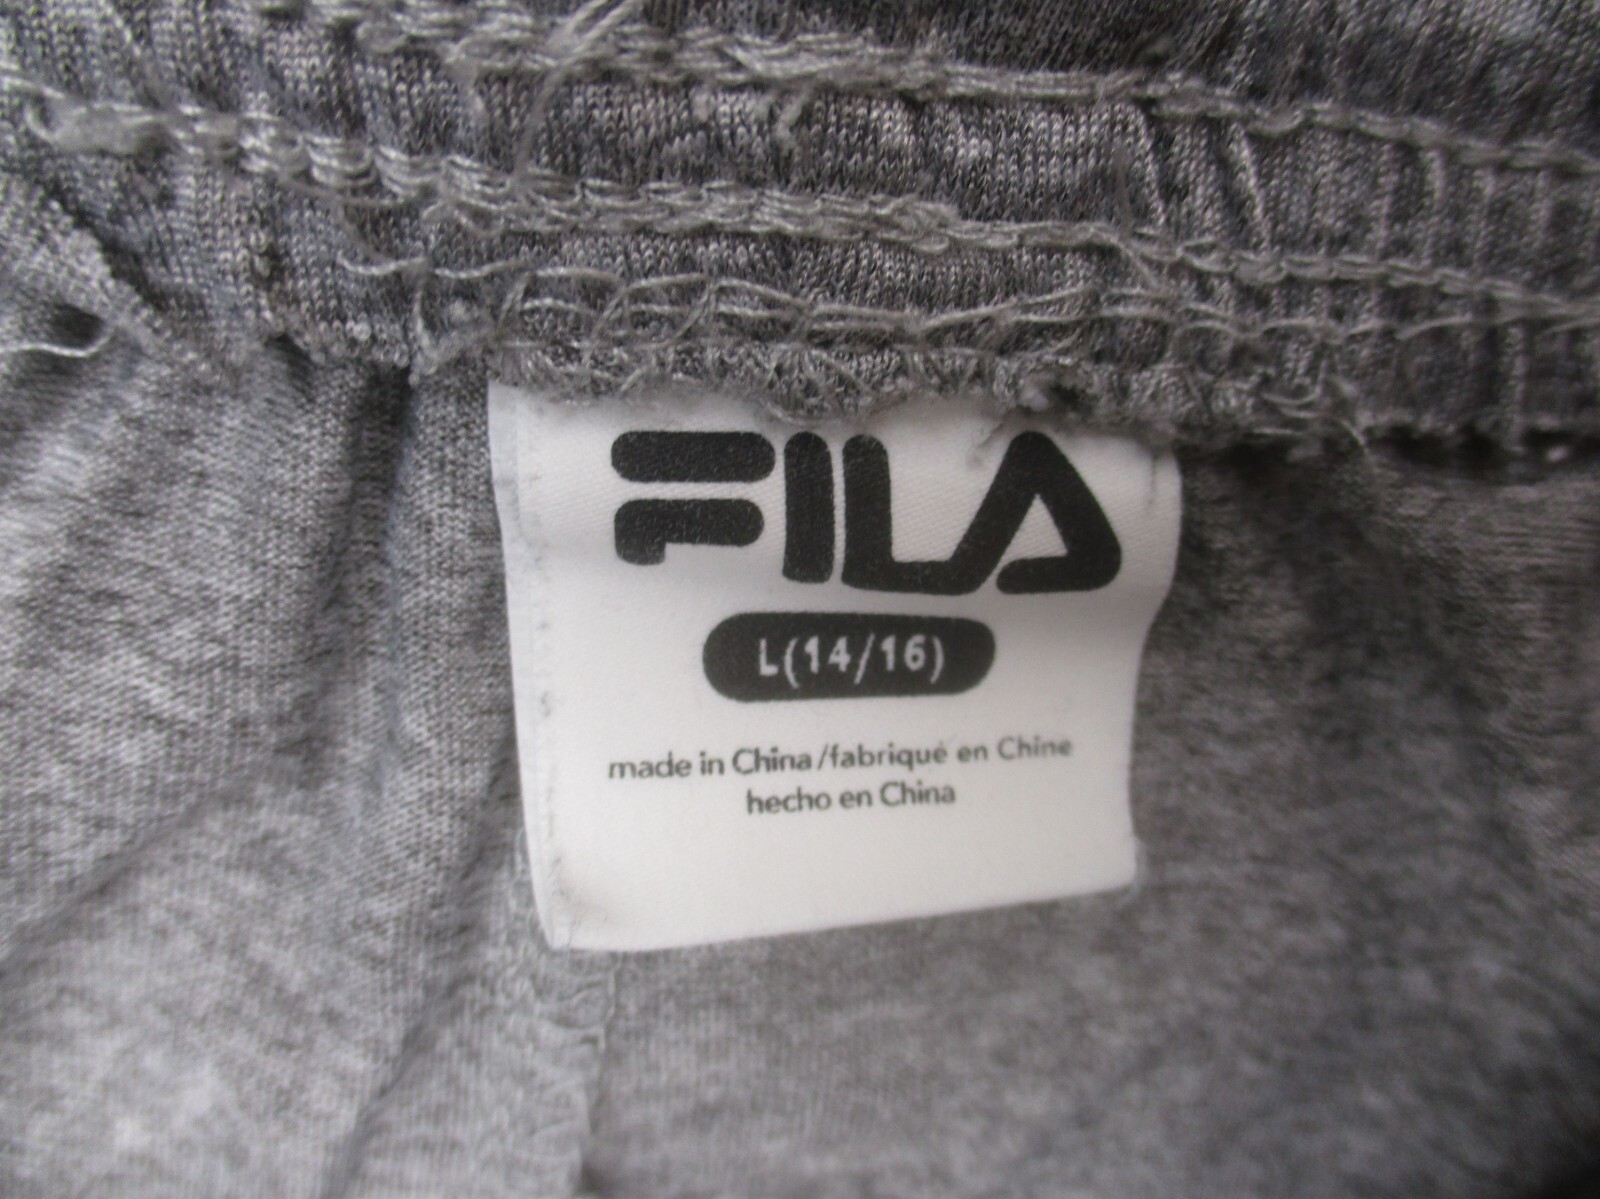 FILA
L(14/16)
made in China/fabriqué en Chine
hecho en China